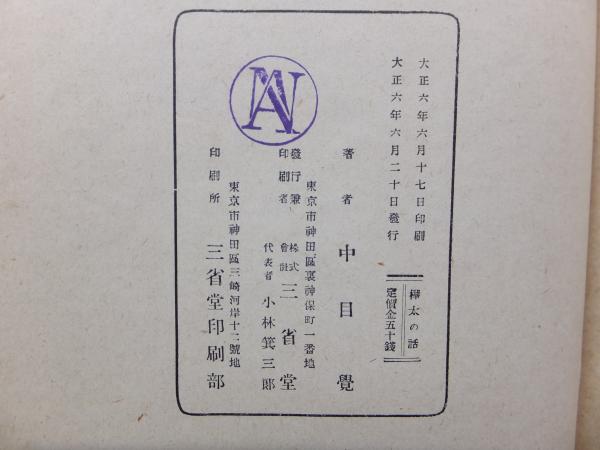 大正六年六月十七日印刷
大正六年六月二十日發行
樺太の話
定價金五十錢
著者 中目覺
東京市神田區裏神保町一番地
發行兼印刷者 株式會社 三省堂
代表者 小林箕三郎
東京市神田區三崎河岸十二號地
印刷所 三省堂印刷部
NA